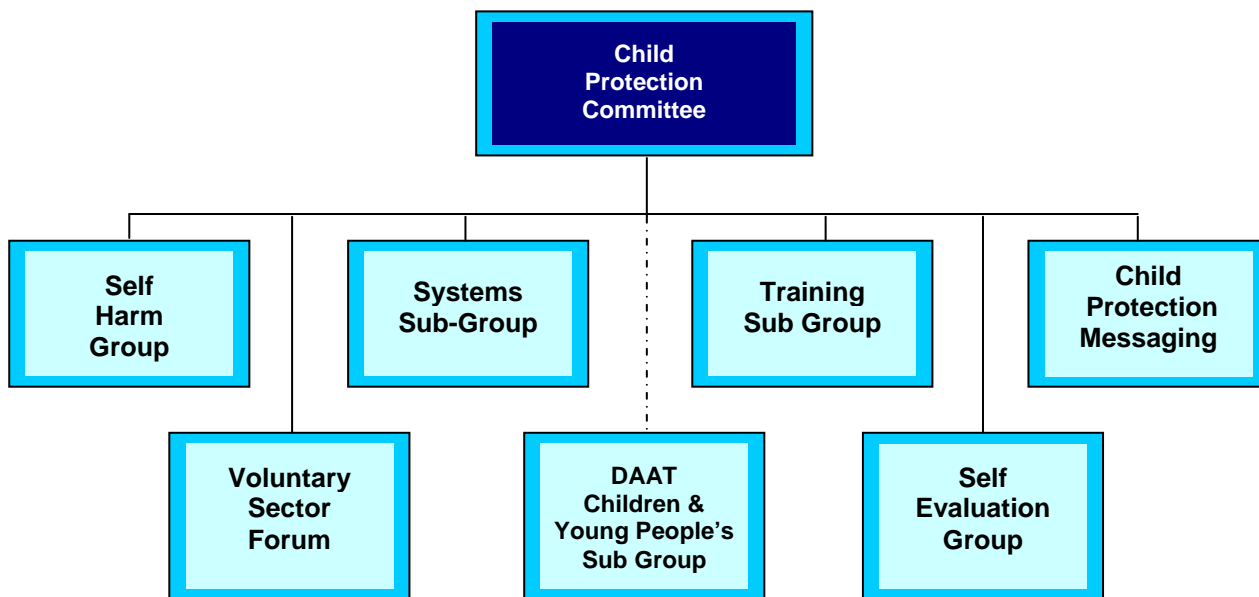 Child
Protection
Committee
Self
Harm
Group
Systems
Sub-Group
Training
Sub Group
Child
Protection
Messaging
Voluntary
Sector
Forum
DAAT
Children &
Young People’s
Sub Group
Self
Evaluation
Group